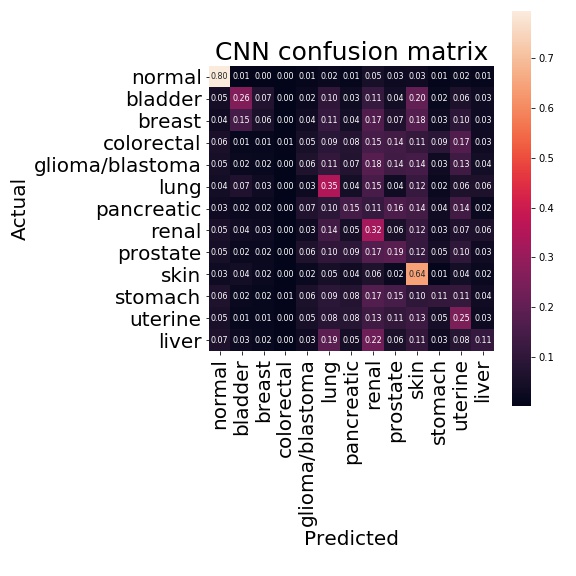 CNN confusion matrix
normal 0.80 0.01 0.00 0.00 0.01 0.02 0.01 0.05 0.03 0.03 0.01 0.02 0.01
bladder 0.05 0.26 0.07 0.00 0.02 0.10 0.03 0.11 0.04 0.20 0.02 0.06 0.03
breast 0.04 0.15 0.06 0.00 0.04 0.11 0.04 0.17 0.07 0.18 0.03 0.10 0.03
colorectal 0.06 0.01 0.01 0.01 0.05 0.09 0.08 0.15 0.14 0.11 0.09 0.17 0.03
glioma/blastoma 0.05 0.02 0.02 0.00 0.06 0.11 0.07 0.18 0.14 0.14 0.03 0.13 0.04
lung 0.04 0.07 0.03 0.00 0.03 0.35 0.04 0.15 0.04 0.12 0.02 0.06 0.06
pancreatic 0.03 0.02 0.02 0.00 0.07 0.10 0.15 0.11 0.16 0.14 0.04 0.14 0.02
renal 0.05 0.04 0.03 0.00 0.03 0.14 0.05 0.32 0.06 0.12 0.03 0.07 0.06
prostate 0.05 0.02 0.02 0.00 0.06 0.10 0.09 0.17 0.19 0.12 0.05 0.10 0.03
skin 0.03 0.04 0.02 0.00 0.02 0.05 0.04 0.06 0.02 0.64 0.01 0.04 0.02
stomach 0.06 0.02 0.02 0.01 0.06 0.09 0.08 0.17 0.15 0.10 0.11 0.11 0.04
uterine 0.05 0.01 0.01 0.00 0.05 0.08 0.08 0.13 0.11 0.13 0.05 0.25 0.03
liver 0.07 0.03 0.02 0.00 0.03 0.19 0.05 0.22 0.06 0.11 0.03 0.08 0.11
Actual
normal
bladder
breast
colorectal
glioma/blastoma
lung
pancreatic
renal
prostate
skin
stomach
uterine
liver
Predicted
0.7
0.6
0.5
0.4
0.3
0.2
0.1